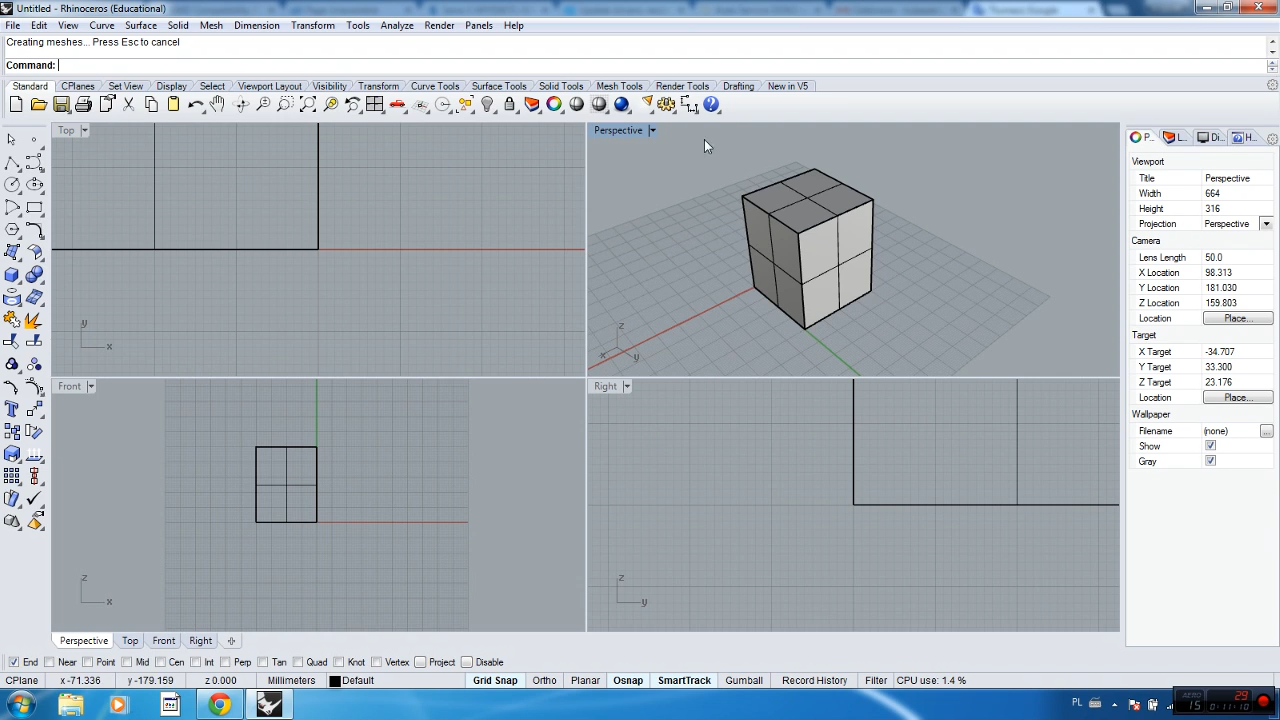 Untitled - Rhinoceros (Educational)
File Edit View Curve Surface Solid Mesh Dimension Transform Tools Analyze Render Panels Help
Creating meshes... Press Esc to cancel
Command:
Standard CPlanes Set View Display Select Viewport Layout Visibility Transform Curve Tools Surface Tools Solid Tools Mesh Tools Render Tools Drafting New in V5
Top
y
x
Perspective
z
x
y
Front
z
x
Right
z
y
P... L... Di... H...
Viewport
Title Perspective
Width 664
Height 316
Projection Perspective
Camera
Lens Length 50.0
X Location 98.313
Y Location 181.030
Z Location 159.803
Location Place...
Target
X Target -34.707
Y Target 33.300
Z Target 23.176
Location Place...
Wallpaper
Filename (none) ...
Show
Gray
Perspective Top Front Right
End Near Point Mid Cen Int Perp Tan Quad Knot Vertex Project Disable
CPlane x -71.336 y -179.159 z 0.000 Millimeters Default Grid Snap Ortho Planar Osnap SmartTrack Gumball Record History Filter CPU use: 1.4 %
PL
AERO
15
29
0:11:10